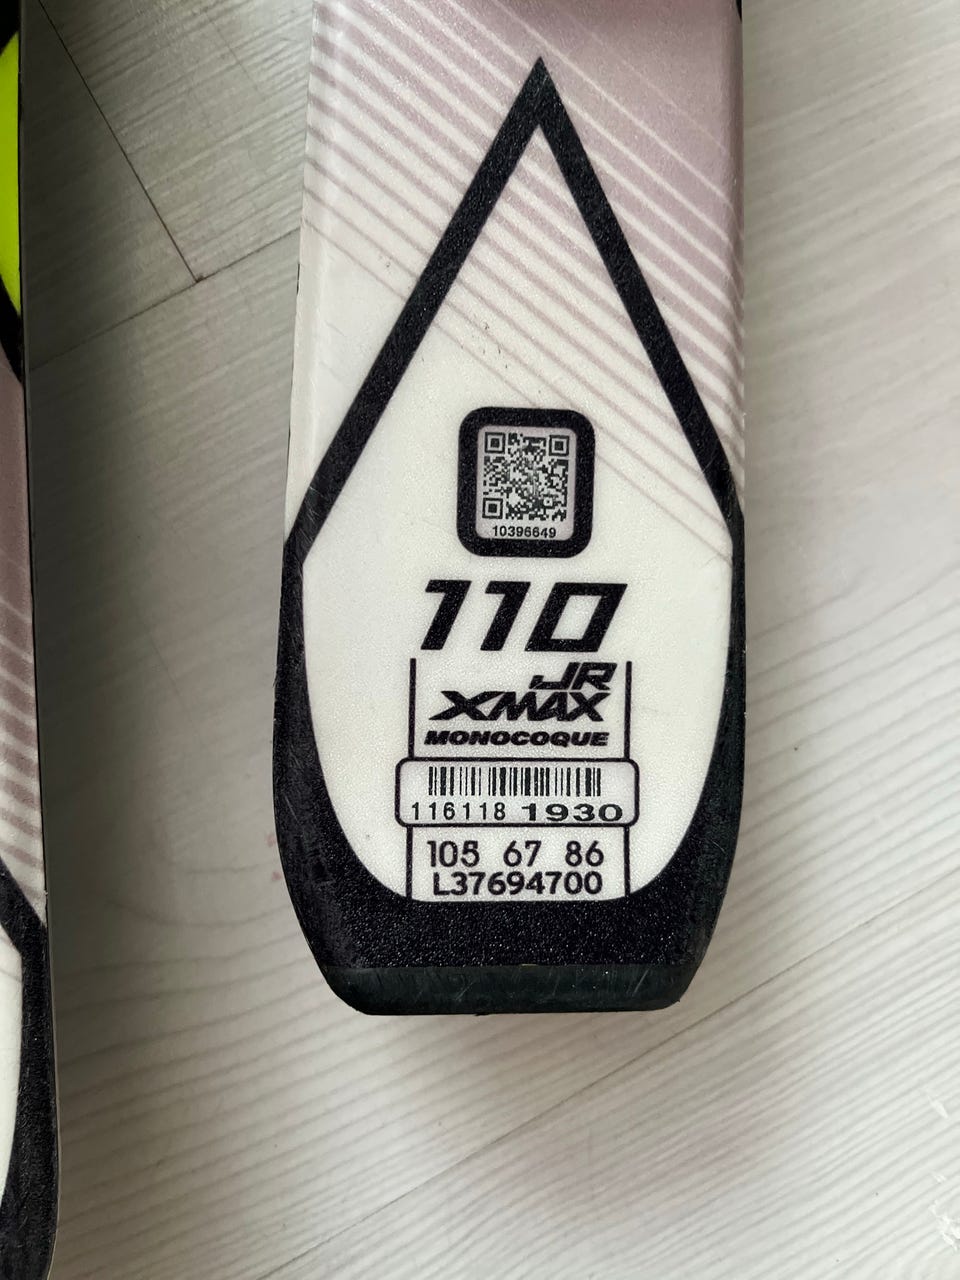 10396649
110
JR
XMAX
MONOCOQUE
116118 1930
105 67 86
L37694700